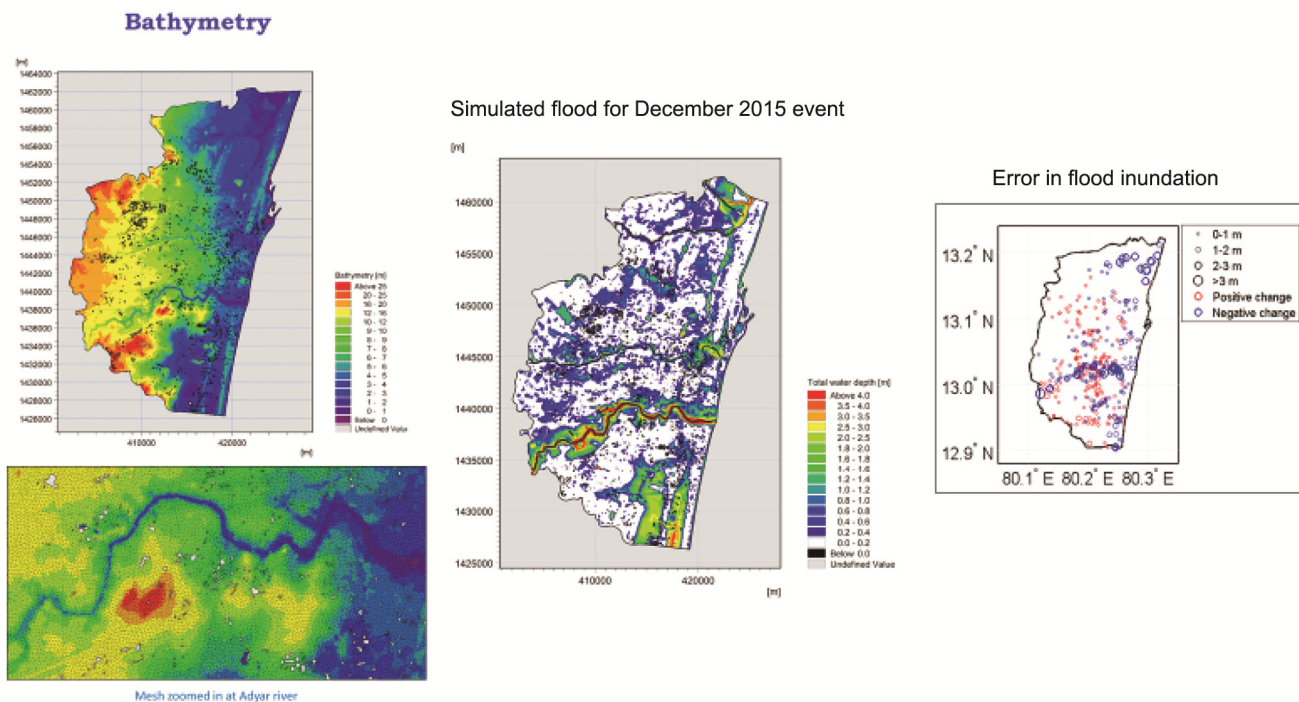 Bathymetry
[m]
1464000
1462000
1460000
1458000
1456000
1454000
1452000
1450000
1448000
1446000
1444000
1442000
1440000
1438000
1436000
1434000
1432000
1430000
1428000
1426000
410000
420000
[m]
Bathymetry [m]
Above 25
20 - 25
16 - 20
12 - 16
10 - 12
9 - 10
8 - 9
7 - 8
6 - 7
5 - 6
4 - 5
3 - 4
2 - 3
1 - 2
0 - 1
Below 0
Undefined Value
Mesh zoomed in at Adyar river
Simulated flood for December 2015 event
[m]
1460000
1455000
1450000
1445000
1440000
1435000
1430000
1425000
410000
420000
[m]
Total water depth [m]
Above 4.0
3.5 - 4.0
3.0 - 3.5
2.5 - 3.0
2.0 - 2.5
1.8 - 2.0
1.6 - 1.8
1.4 - 1.6
1.2 - 1.4
1.0 - 1.2
0.8 - 1.0
0.6 - 0.8
0.4 - 0.6
0.2 - 0.4
0.0 - 0.2
Below 0.0
Undefined Value
Error in flood inundation
13.2° N
13.1° N
13.0° N
12.9° N
80.1° E
80.2° E
80.3° E
0-1 m
1-2 m
2-3 m
>3 m
Positive change
Negative change